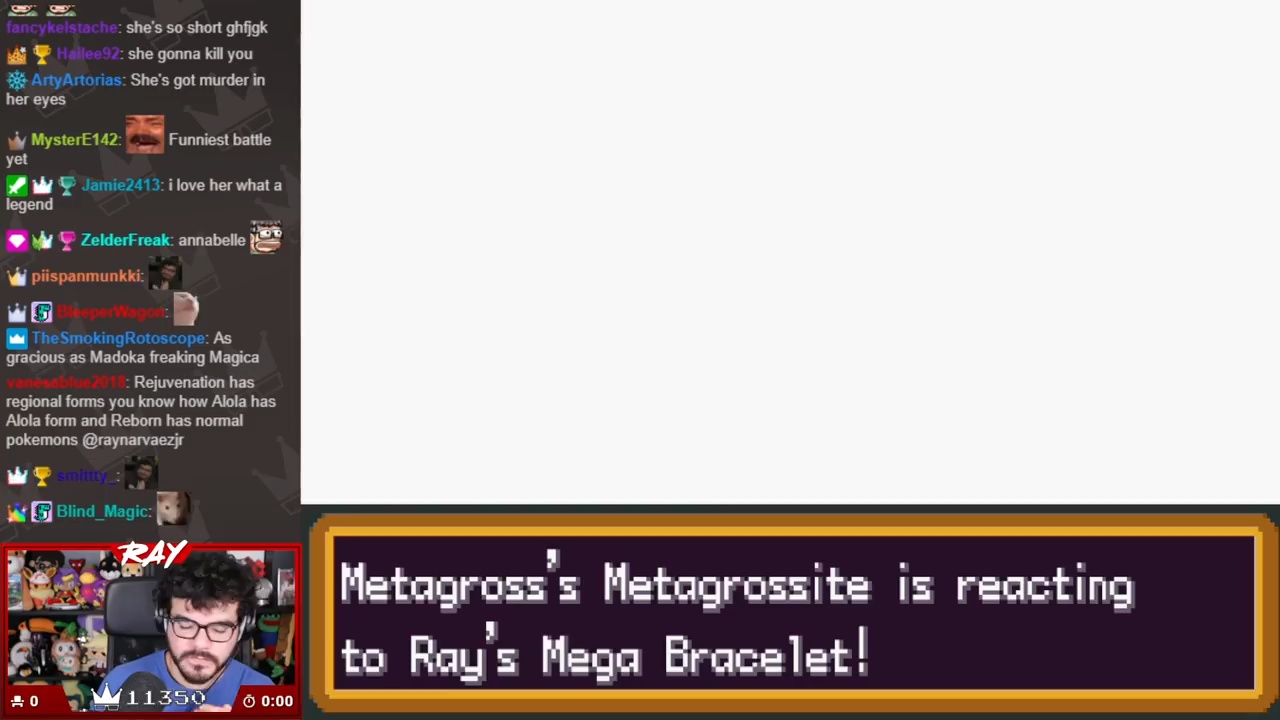 fancykelstache: she's so short ghfjgk
Hailee92: she gonna kill you
ArtyArtorias: She's got murder in
her eyes
MysterE142: Funniest battle
yet
Jamie2413: i love her what a
legend
ZelderFreak: annabelle
piispanmunkki:
BleeperWagon:
TheSmokingRotoscope: As
gracious as Madoka freaking Magica
vanesablue2018: Rejuvenation has
regional forms you know how Alola has
Alola form and Reborn has normal
pokemons @raynarvaezjr
smittty_:
Blind_Magic:
RAY
0
11350
0:00
Metagross's Metagrossite is reacting
to Ray's Mega Bracelet!